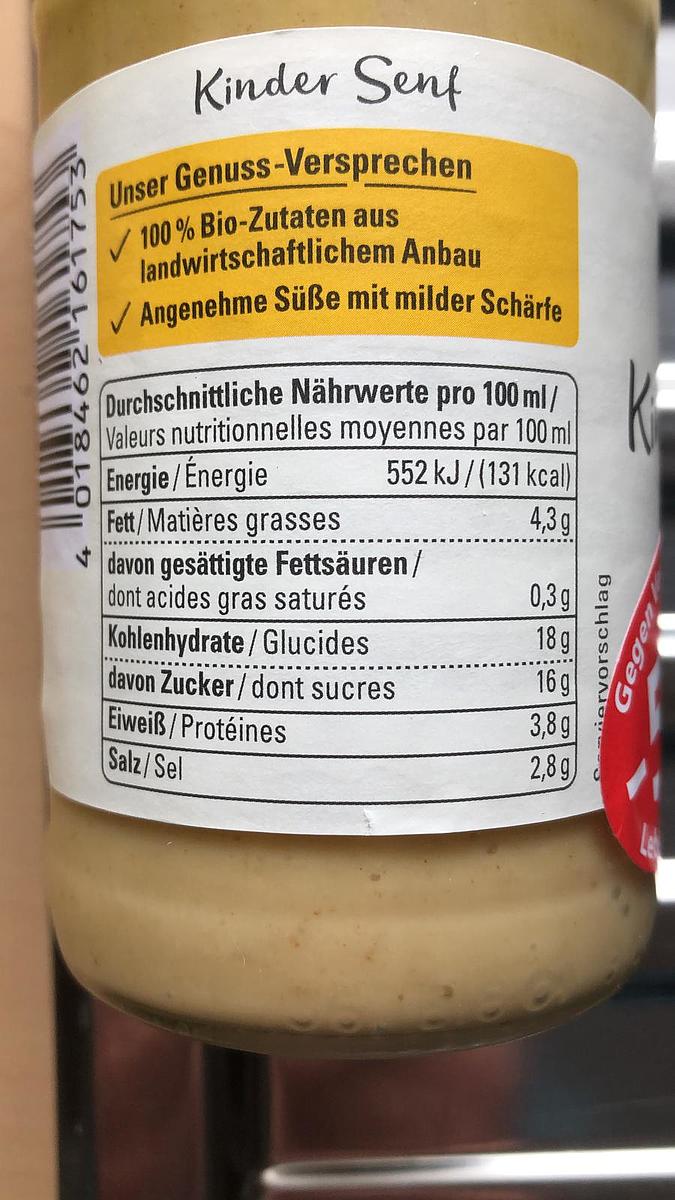 Kinder Senf
Unser Genuss-Versprechen
✓ 100 % Bio-Zutaten aus
landwirtschaftlichem Anbau
✓ Angenehme Süße mit milder Schärfe
Durchschnittliche Nährwerte pro 100 ml/
Valeurs nutritionnelles moyennes par 100 ml
Energie/Énergie 552 kJ/(131 kcal)
Fett/Matières grasses 4,3 g
davon gesättigte Fettsäuren/
dont acides gras saturés 0,3 g
Kohlenhydrate/Glucides 18 g
davon Zucker/dont sucres 16 g
Eiweiß/Protéines 3,8 g
Salz/Sel 2,8 g
4 018462 161753
Gegen